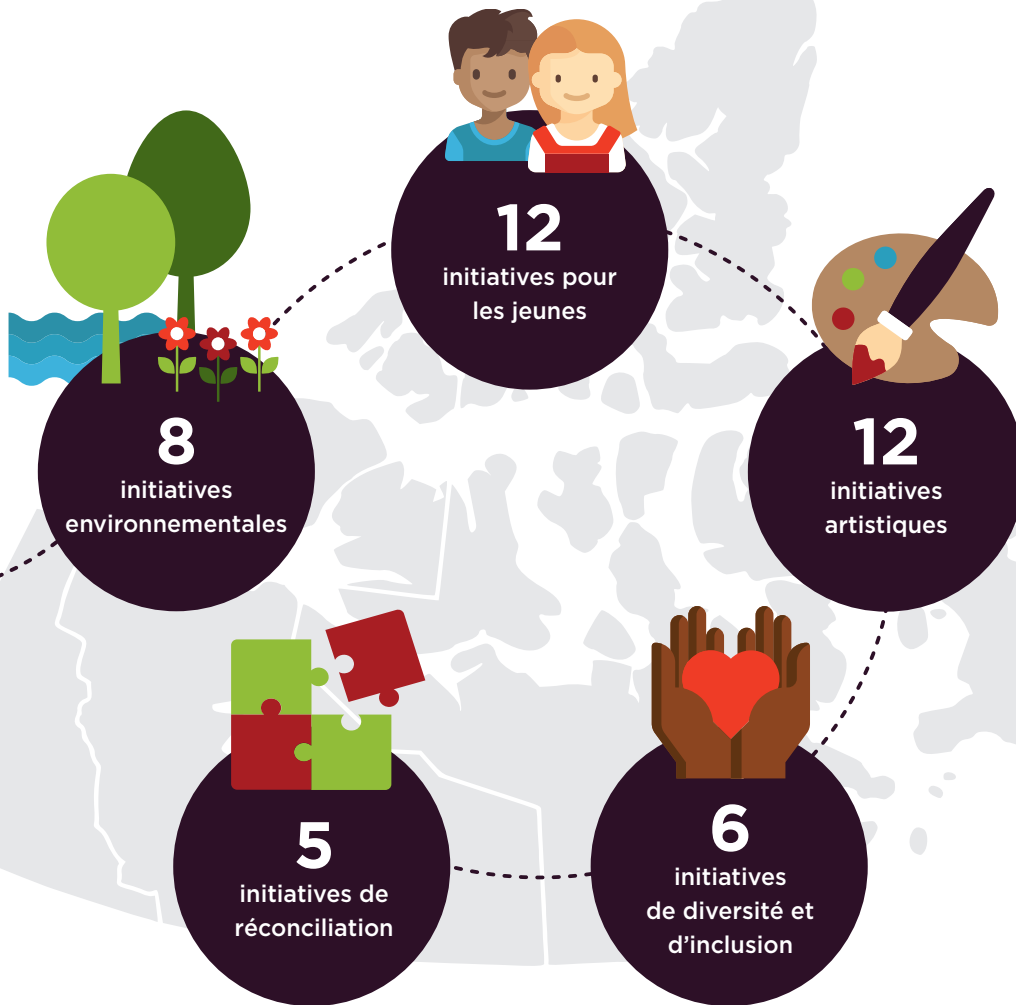 12
initiatives pour
les jeunes
8
initiatives
environnementales
12
initiatives
artistiques
5
initiatives de
réconciliation
6
initiatives
de diversité et
d’inclusion